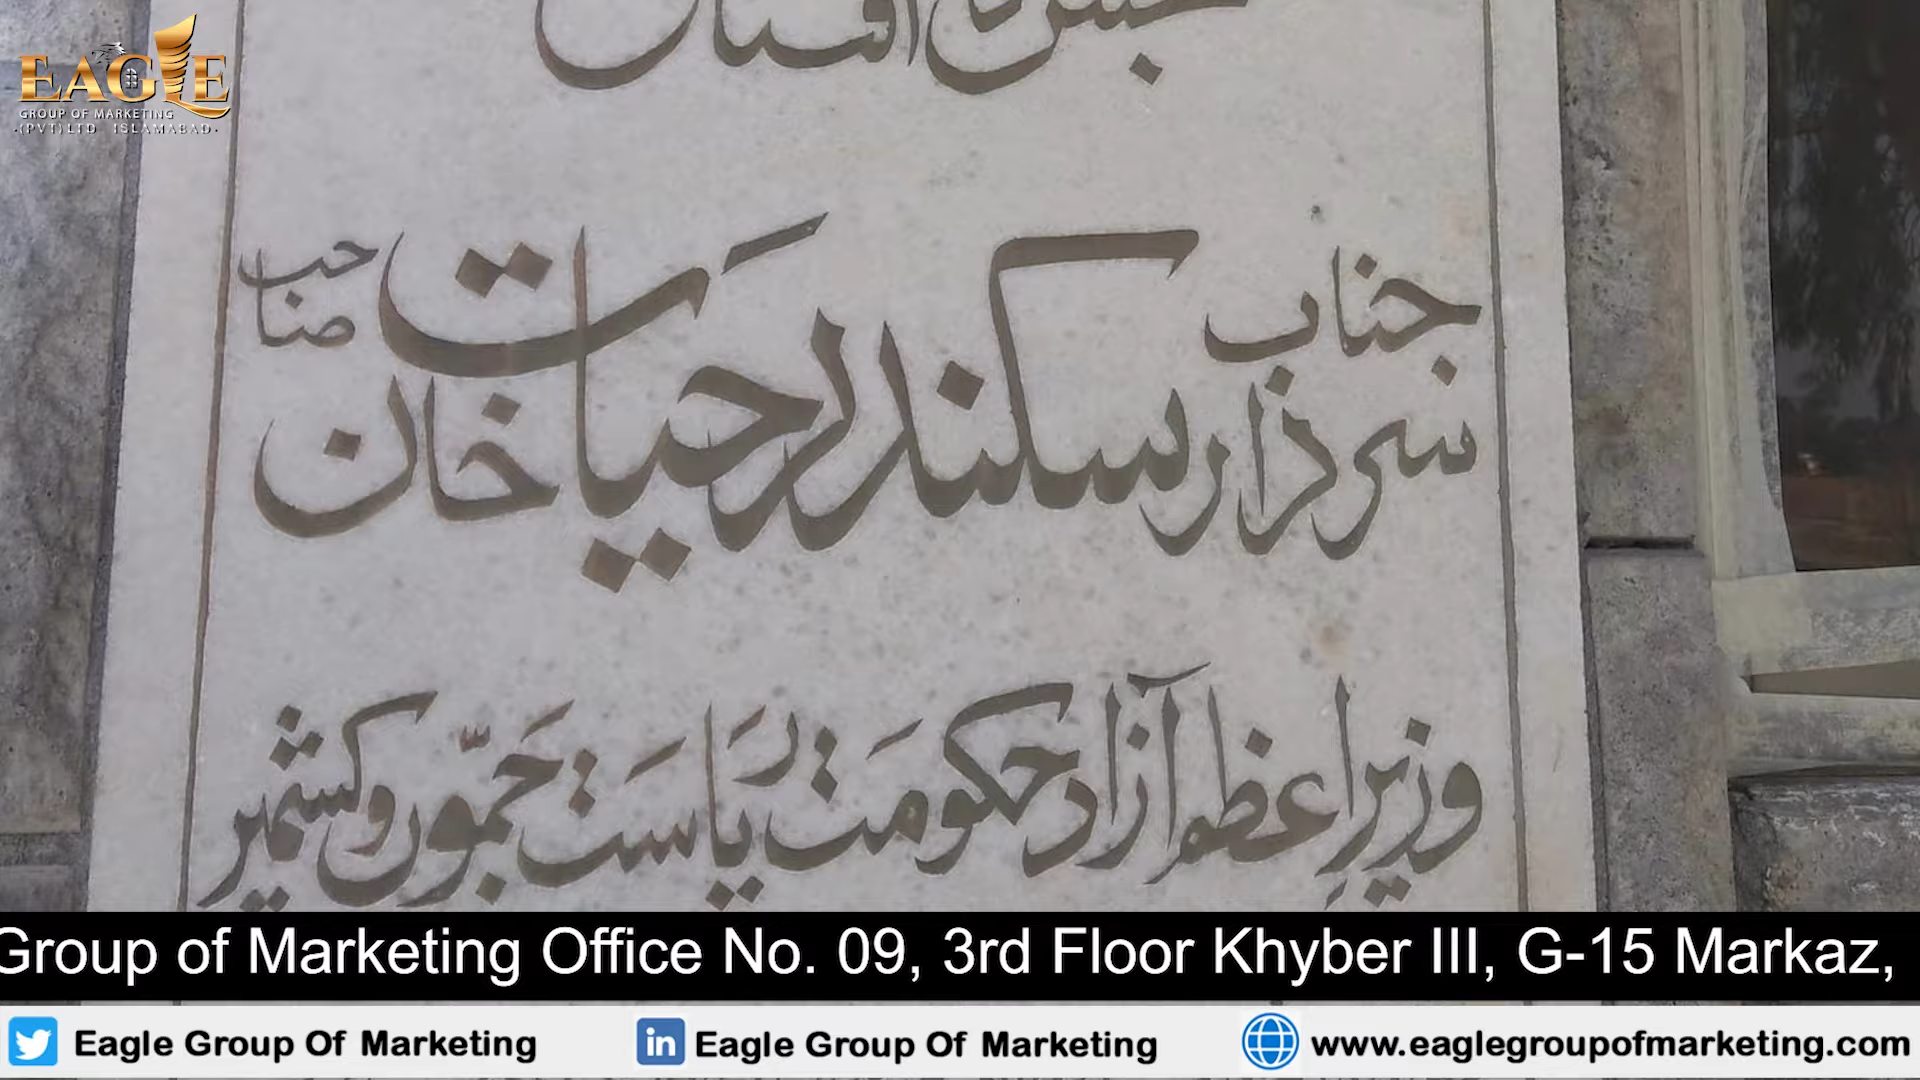 EAGLE
GROUP OF MARKETING
(PVT) LTD ISLAMABAD
جناب سردار سکندر حیات خان صاحب
وزیرِ اعظم آزاد حکومت ریاست جموں و کشمیر
Group of Marketing Office No. 09, 3rd Floor Khyber III, G-15 Markaz,
Eagle Group Of Marketing
Eagle Group Of Marketing
www.eaglegroupofmarketing.com